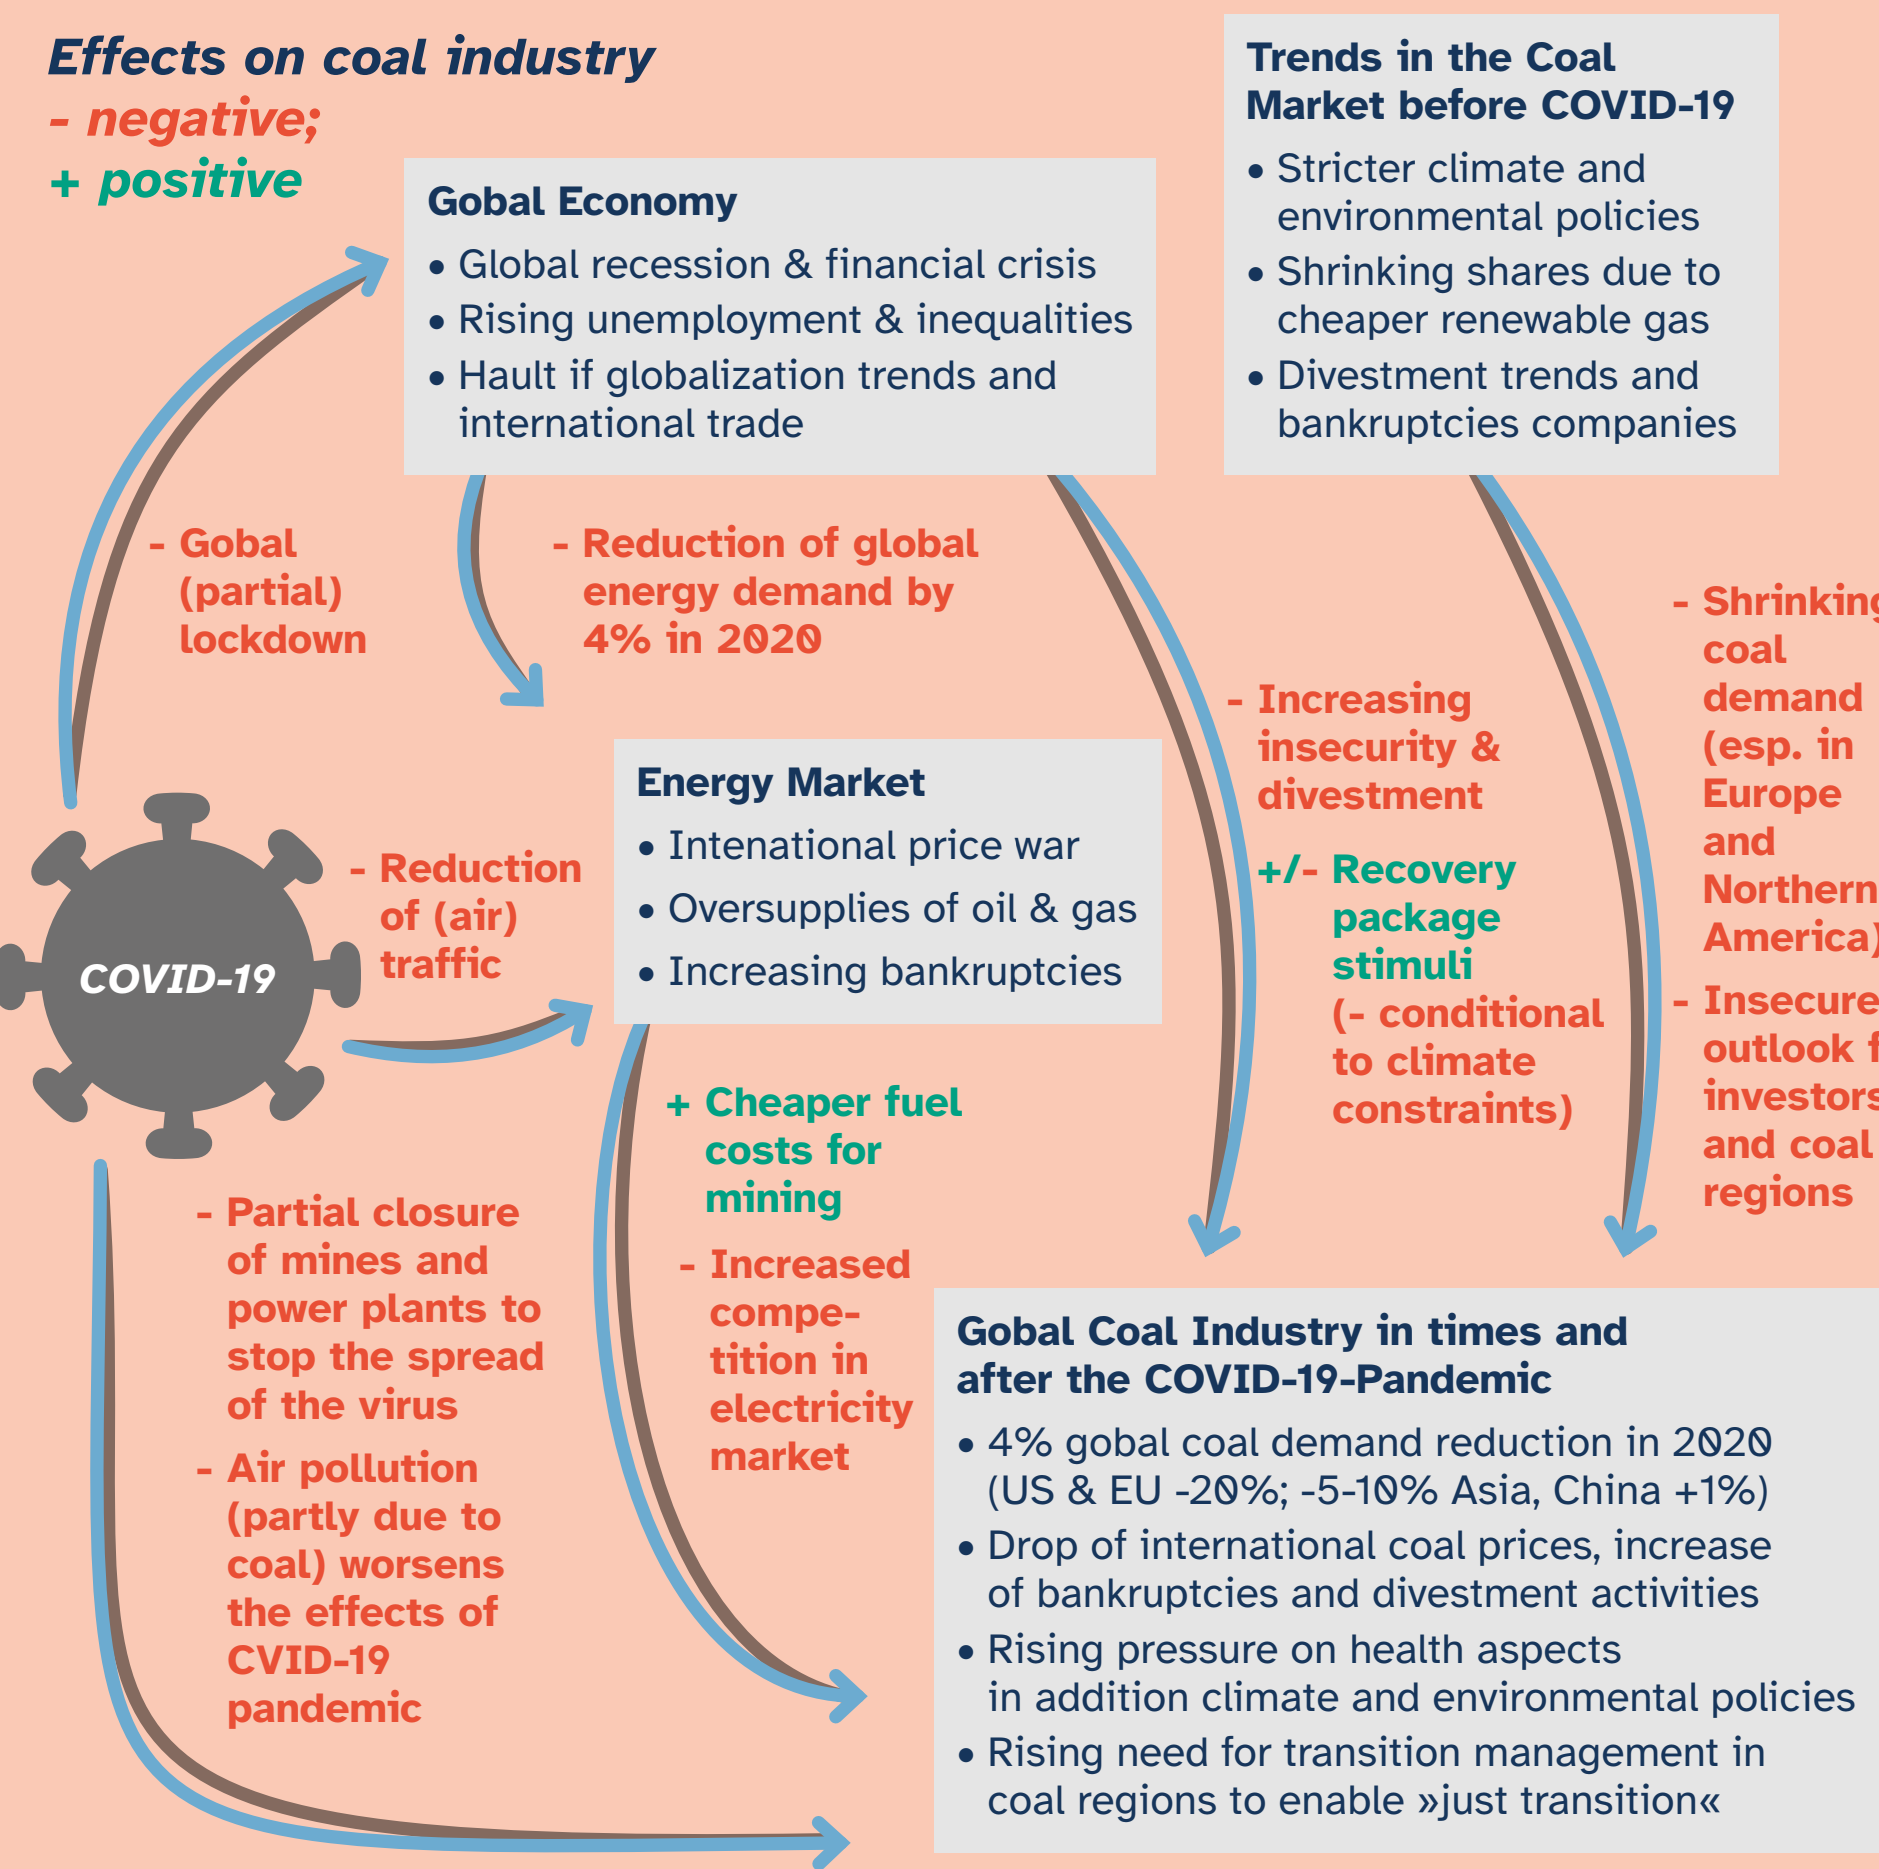 Effects on coal industry
- negative;
+ positive
Gobal Economy
• Global recession & financial crisis
• Rising unemployment & inequalities
• Hault if globalization trends and
international trade
Trends in the Coal
Market before COVID-19
• Stricter climate and
environmental policies
• Shrinking shares due to
cheaper renewable gas
• Divestment trends and
bankruptcies companies
- Gobal
(partial)
lockdown
- Reduction of global
energy demand by
4% in 2020
- Increasing
insecurity &
divestment
+/- Recovery
package
stimuli
(- conditional
to climate
constraints)
- Shrinking
coal
demand
(esp. in
Europe
and
Northern
America)
- Insecure
outlook f
investors
and coal
regions
Energy Market
• Intenational price war
• Oversupplies of oil & gas
• Increasing bankruptcies
COVID-19
- Reduction
of (air)
traffic
+ Cheaper fuel
costs for
mining
- Increased
compe-
tition in
electricity
market
- Partial closure
of mines and
power plants to
stop the spread
of the virus
- Air pollution
(partly due to
coal) worsens
the effects of
CVID-19
pandemic
Gobal Coal Industry in times and
after the COVID-19-Pandemic
• 4% gobal coal demand reduction in 2020
(US & EU -20%; -5-10% Asia, China +1%)
• Drop of international coal prices, increase
of bankruptcies and divestment activities
• Rising pressure on health aspects
in addition climate and environmental policies
• Rising need for transition management in
coal regions to enable »just transition«